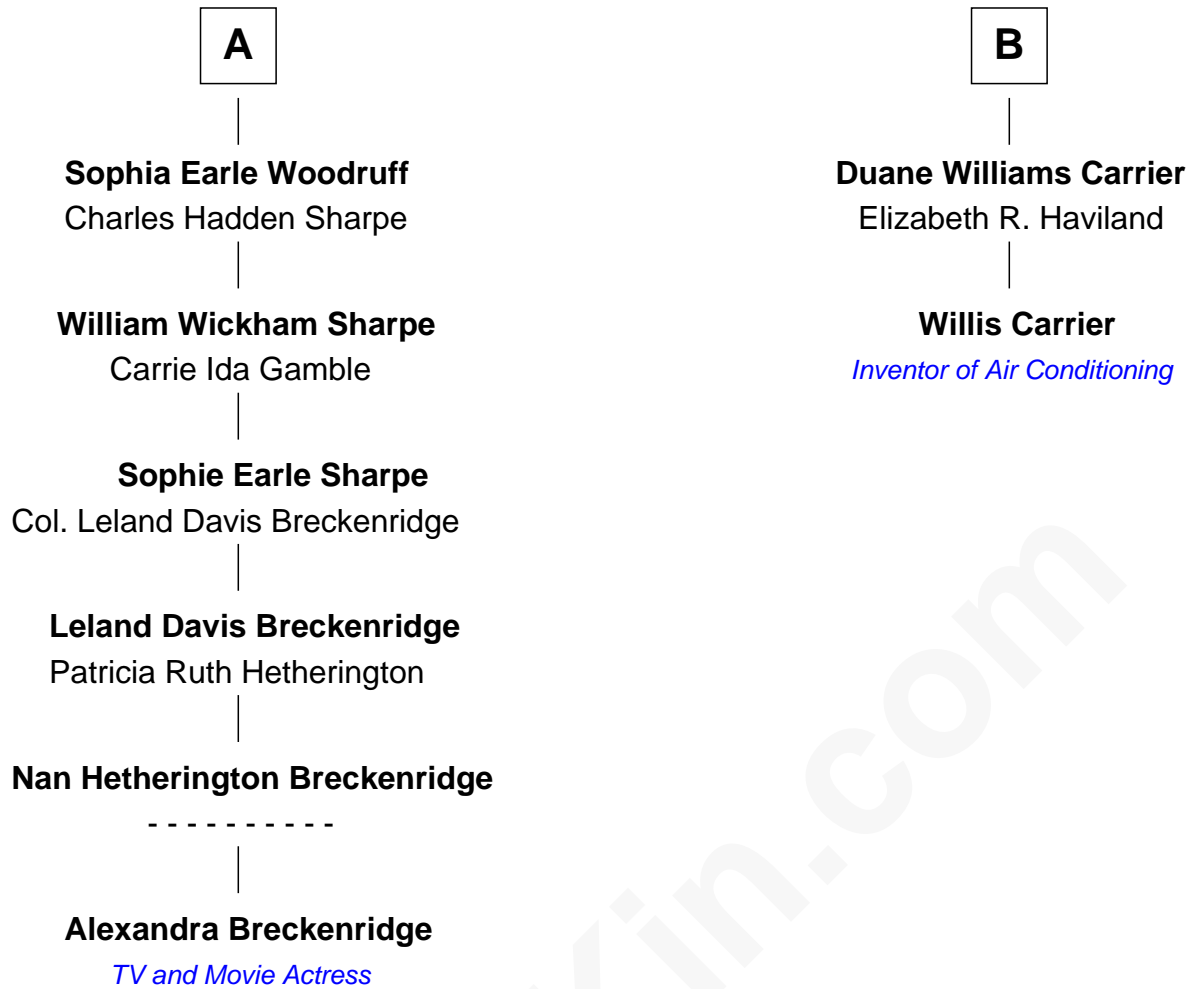 A
Sophia Earle Woodruff
Charles Hadden Sharpe
William Wickham Sharpe
Carrie Ida Gamble
Sophie Earle Sharpe
Col. Leland Davis Breckenridge
Leland Davis Breckenridge
Patricia Ruth Hetherington
Nan Hetherington Breckenridge
- - - - - - - - - -
Alexandra Breckenridge
TV and Movie Actress
B
Duane Williams Carrier
Elizabeth R. Haviland
Willis Carrier
Inventor of Air Conditioning